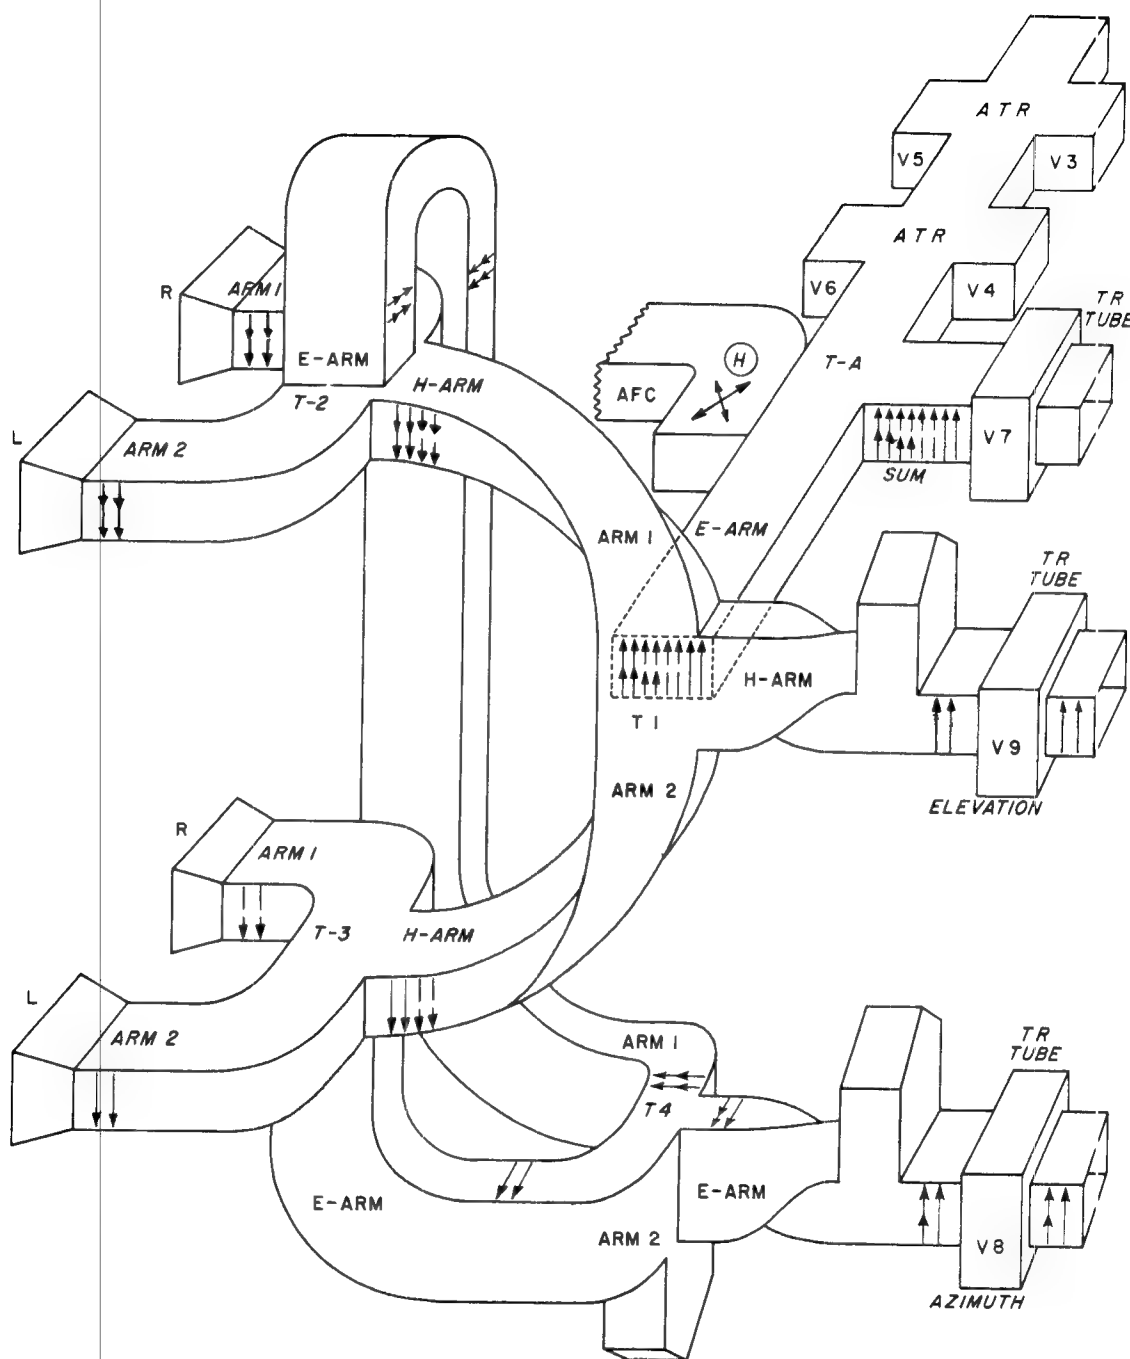 ATR
V5
V3
ATR
V6
V4
TR
TUBE
R
ARM 1
E-ARM
H-ARM
T-2
AFC
H
T-A
V7
SUM
L
ARM 2
ARM 1
E-ARM
TR
TUBE
H-ARM
T 1
V9
ARM 2
ELEVATION
R
ARM 1
T-3
H-ARM
L
ARM 2
ARM 1
T4
TR
TUBE
E-ARM
E-ARM
ARM 2
V8
AZIMUTH